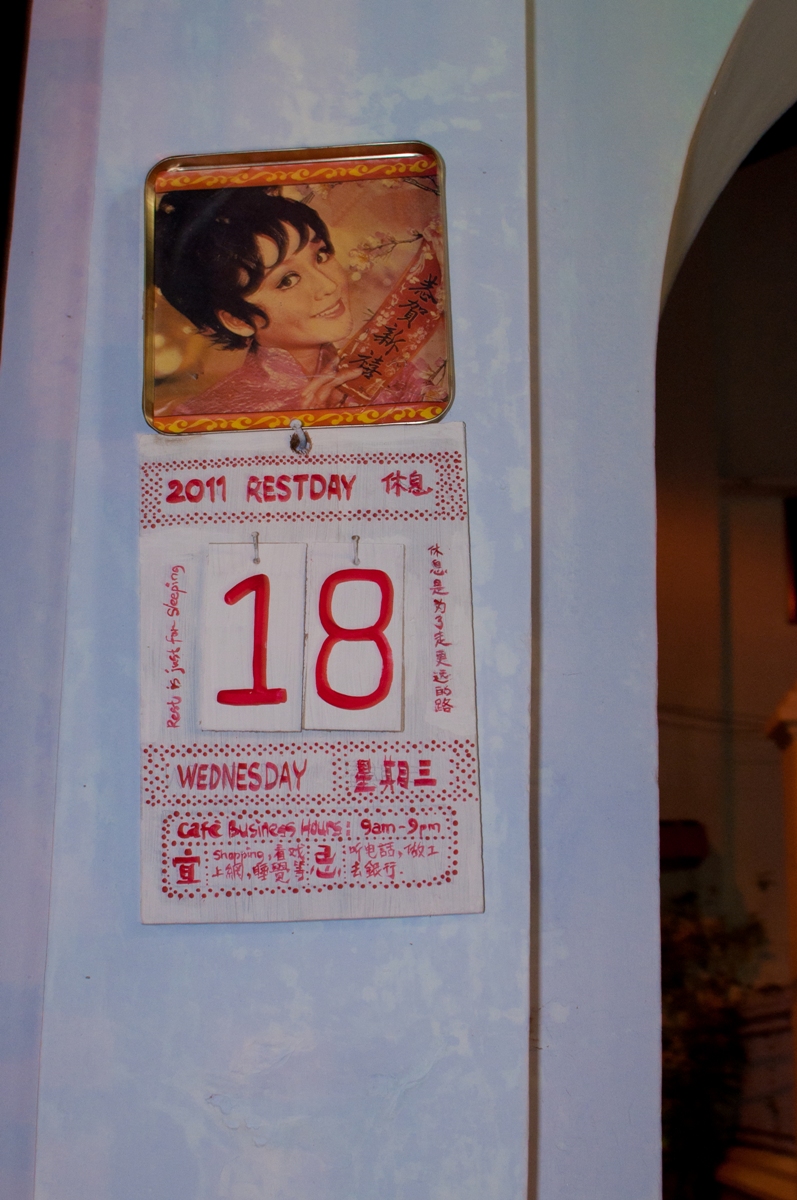 恭賀新禧
2011 RESTDAY 休息
Rest is just for Sleeping
18
休息是为了走更远的路
WEDNESDAY 星期三
Café Business Hours: 9am-9pm
宜 Shopping, 看戏 上網, 睡覺等
忌 听电話, 做工 去銀行